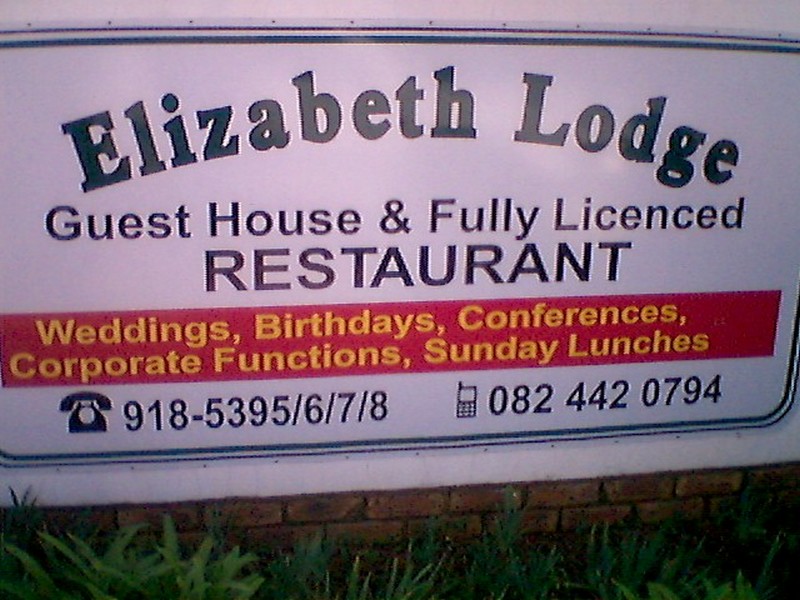 Elizabeth Lodge
Guest House & Fully Licenced
RESTAURANT
Weddings, Birthdays, Conferences,
Corporate Functions, Sunday Lunches
918-5395/6/7/8 082 442 0794